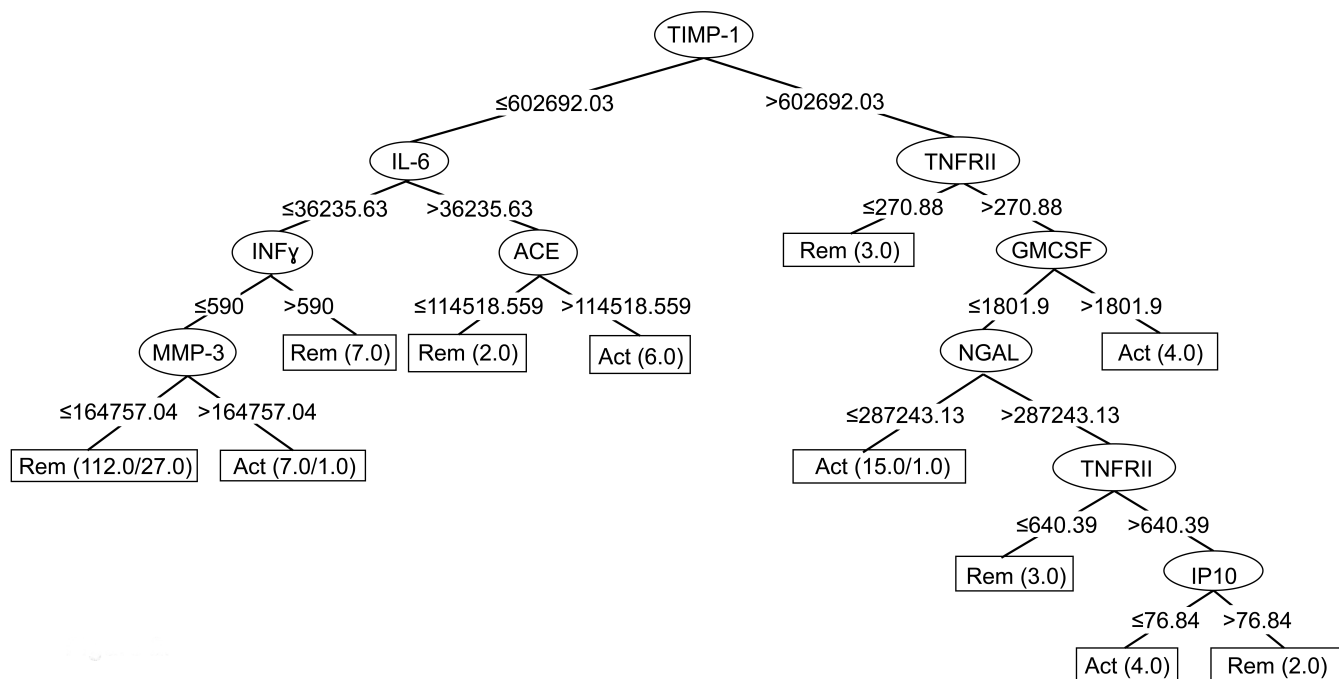 TIMP-1
≤602692.03 >602692.03
IL-6 TNFRII
≤36235.63 >36235.63 ≤270.88 >270.88
INFɣ ACE Rem (3.0) GMCSF
≤590 >590 ≤114518.559 >114518.559 ≤1801.9 >1801.9
MMP-3 Rem (7.0) Rem (2.0) Act (6.0) NGAL Act (4.0)
≤164757.04 >164757.04 ≤287243.13 >287243.13
Rem (112.0/27.0) Act (7.0/1.0) Act (15.0/1.0) TNFRII
≤640.39 >640.39
Rem (3.0) IP10
≤76.84 >76.84
Act (4.0) Rem (2.0)